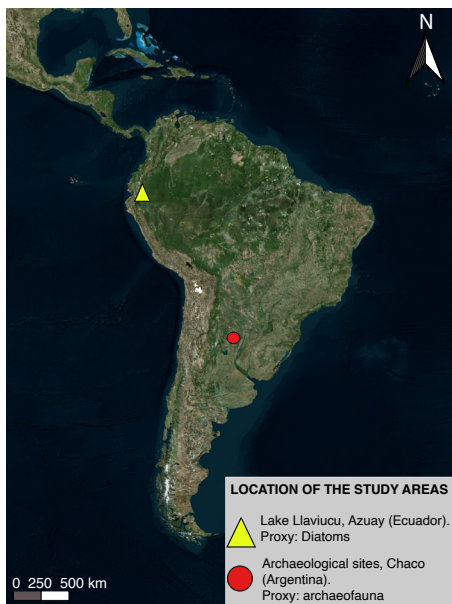 N
LOCATION OF THE STUDY AREAS
Lake Llaviucu, Azuay (Ecuador).
Proxy: Diatoms
Archaeological sites, Chaco
(Argentina).
Proxy: archaeofauna
0 250 500 km